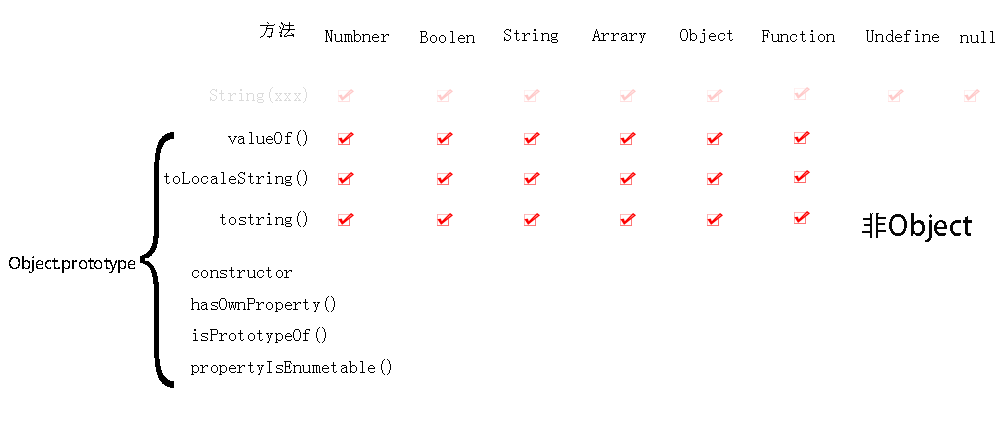 方法 Numbner Boolen String Arrary Object Function Undefine null
String(xxx)
valueOf()
toLocaleString()
tostring()
非Object
Object.prototype
constructor
hasOwnProperty()
isPrototypeOf()
propertyIsEnumetable()